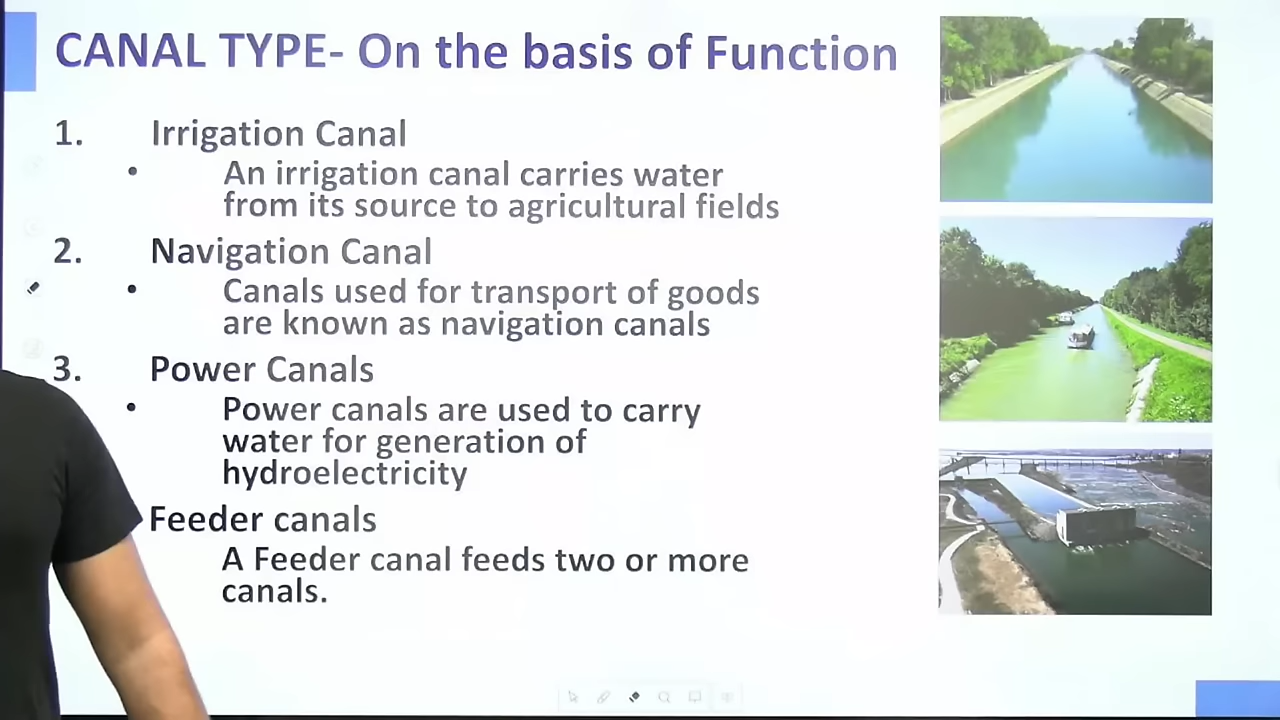 CANAL TYPE- On the basis of Function
1. Irrigation Canal
• An irrigation canal carries water
from its source to agricultural fields
2. Navigation Canal
• Canals used for transport of goods
are known as navigation canals
3. Power Canals
• Power canals are used to carry
water for generation of
hydroelectricity
Feeder canals
A Feeder canal feeds two or more
canals.